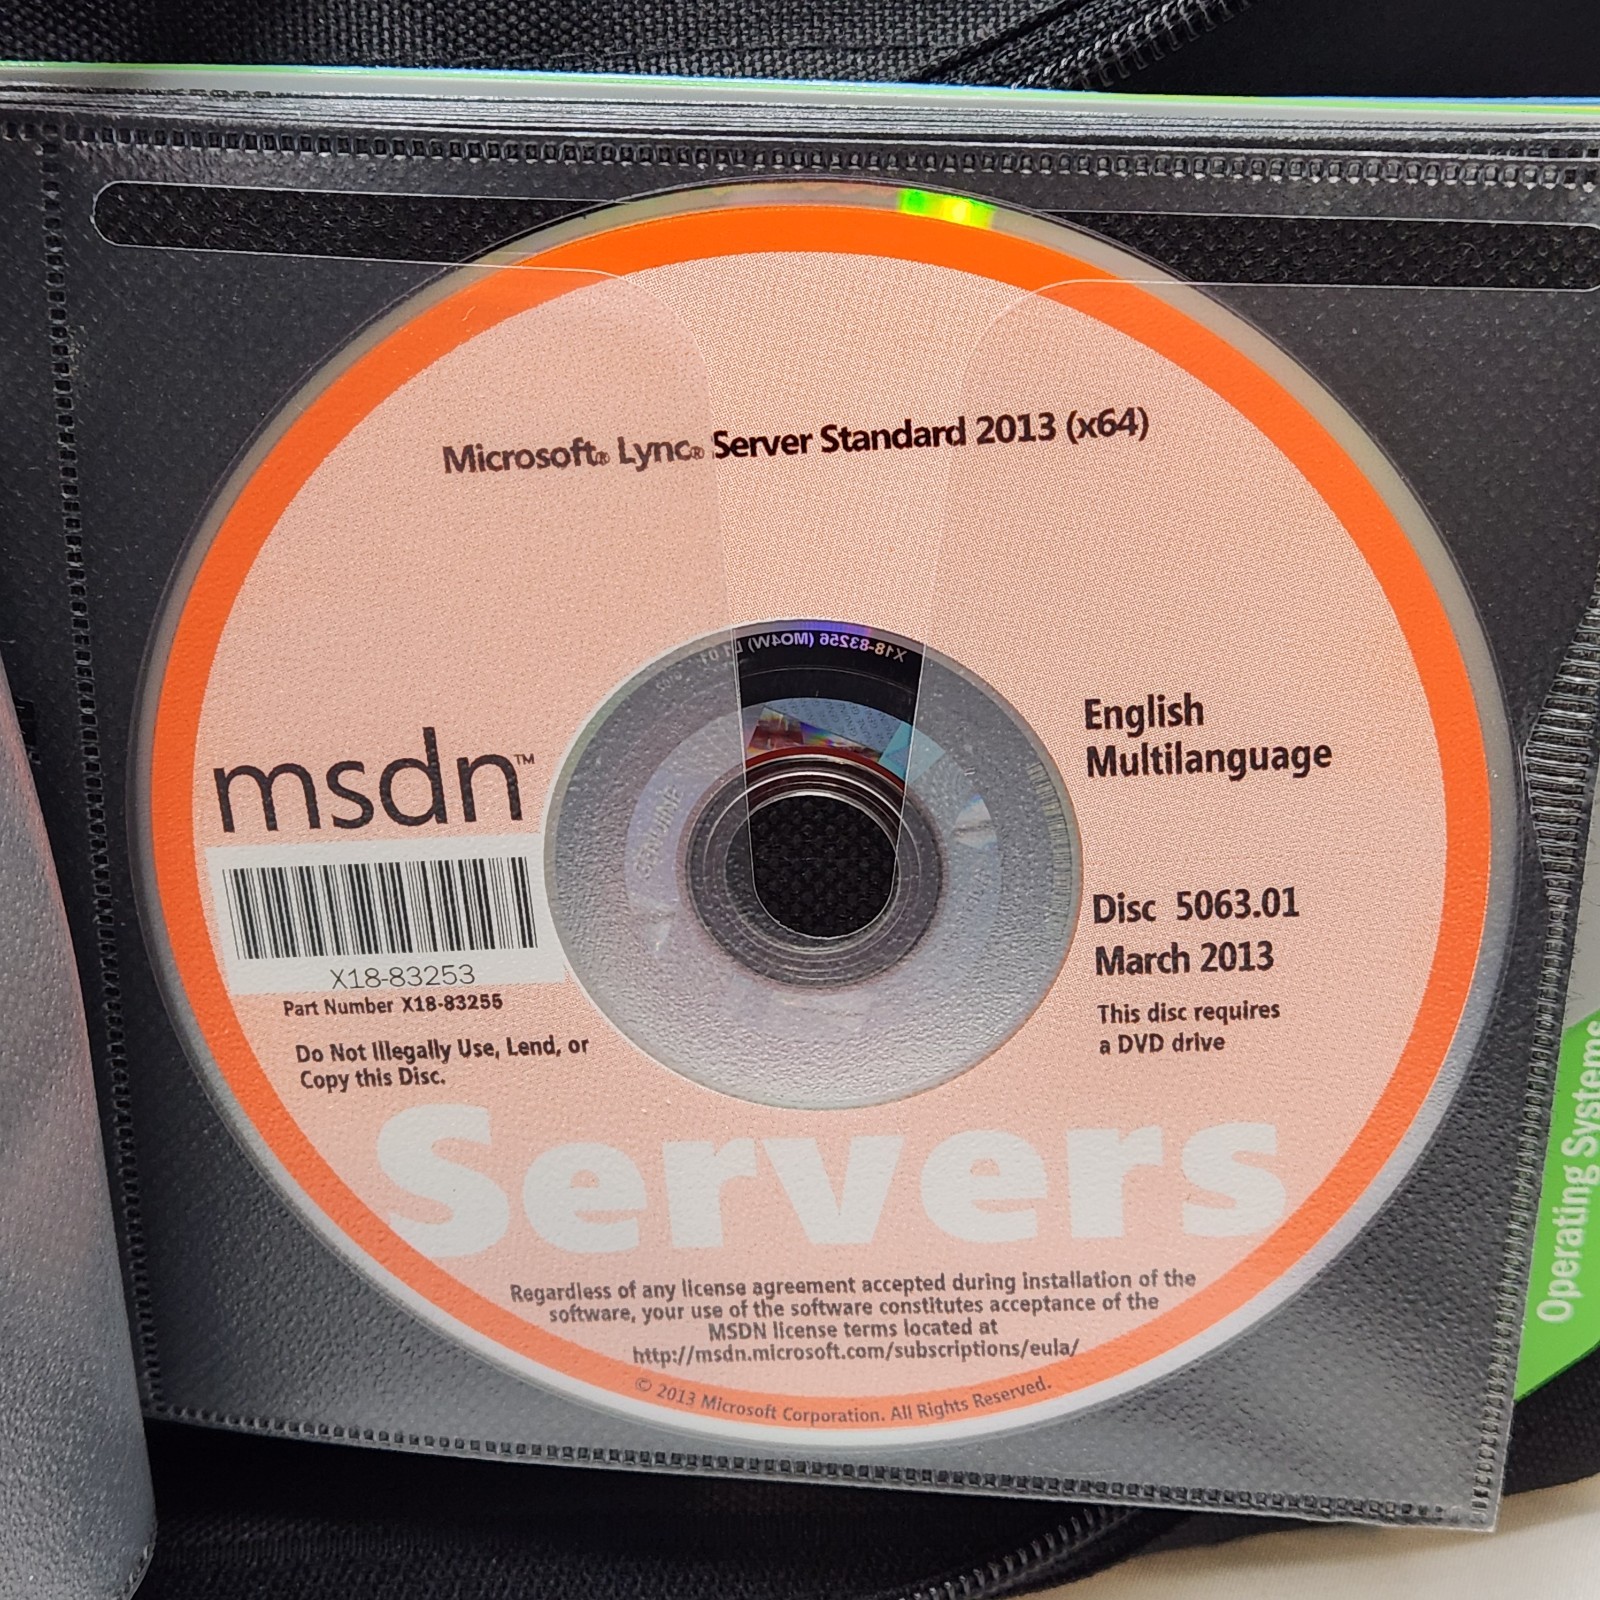 Microsoft® Lync® Server Standard 2013 (x64)
X18-83256 (MO4W)
msdn™
English
Multilanguage
X18-83253
Part Number X18-83255
Do Not Illegally Use, Lend, or
Copy this Disc.
Disc 5063.01
March 2013
This disc requires
a DVD drive
Servers
Regardless of any license agreement accepted during installation of the
software, your use of the software constitutes acceptance of the
MSDN license terms located at
http://msdn.microsoft.com/subscriptions/eula/
© 2013 Microsoft Corporation. All Rights Reserved.
Operating Systems